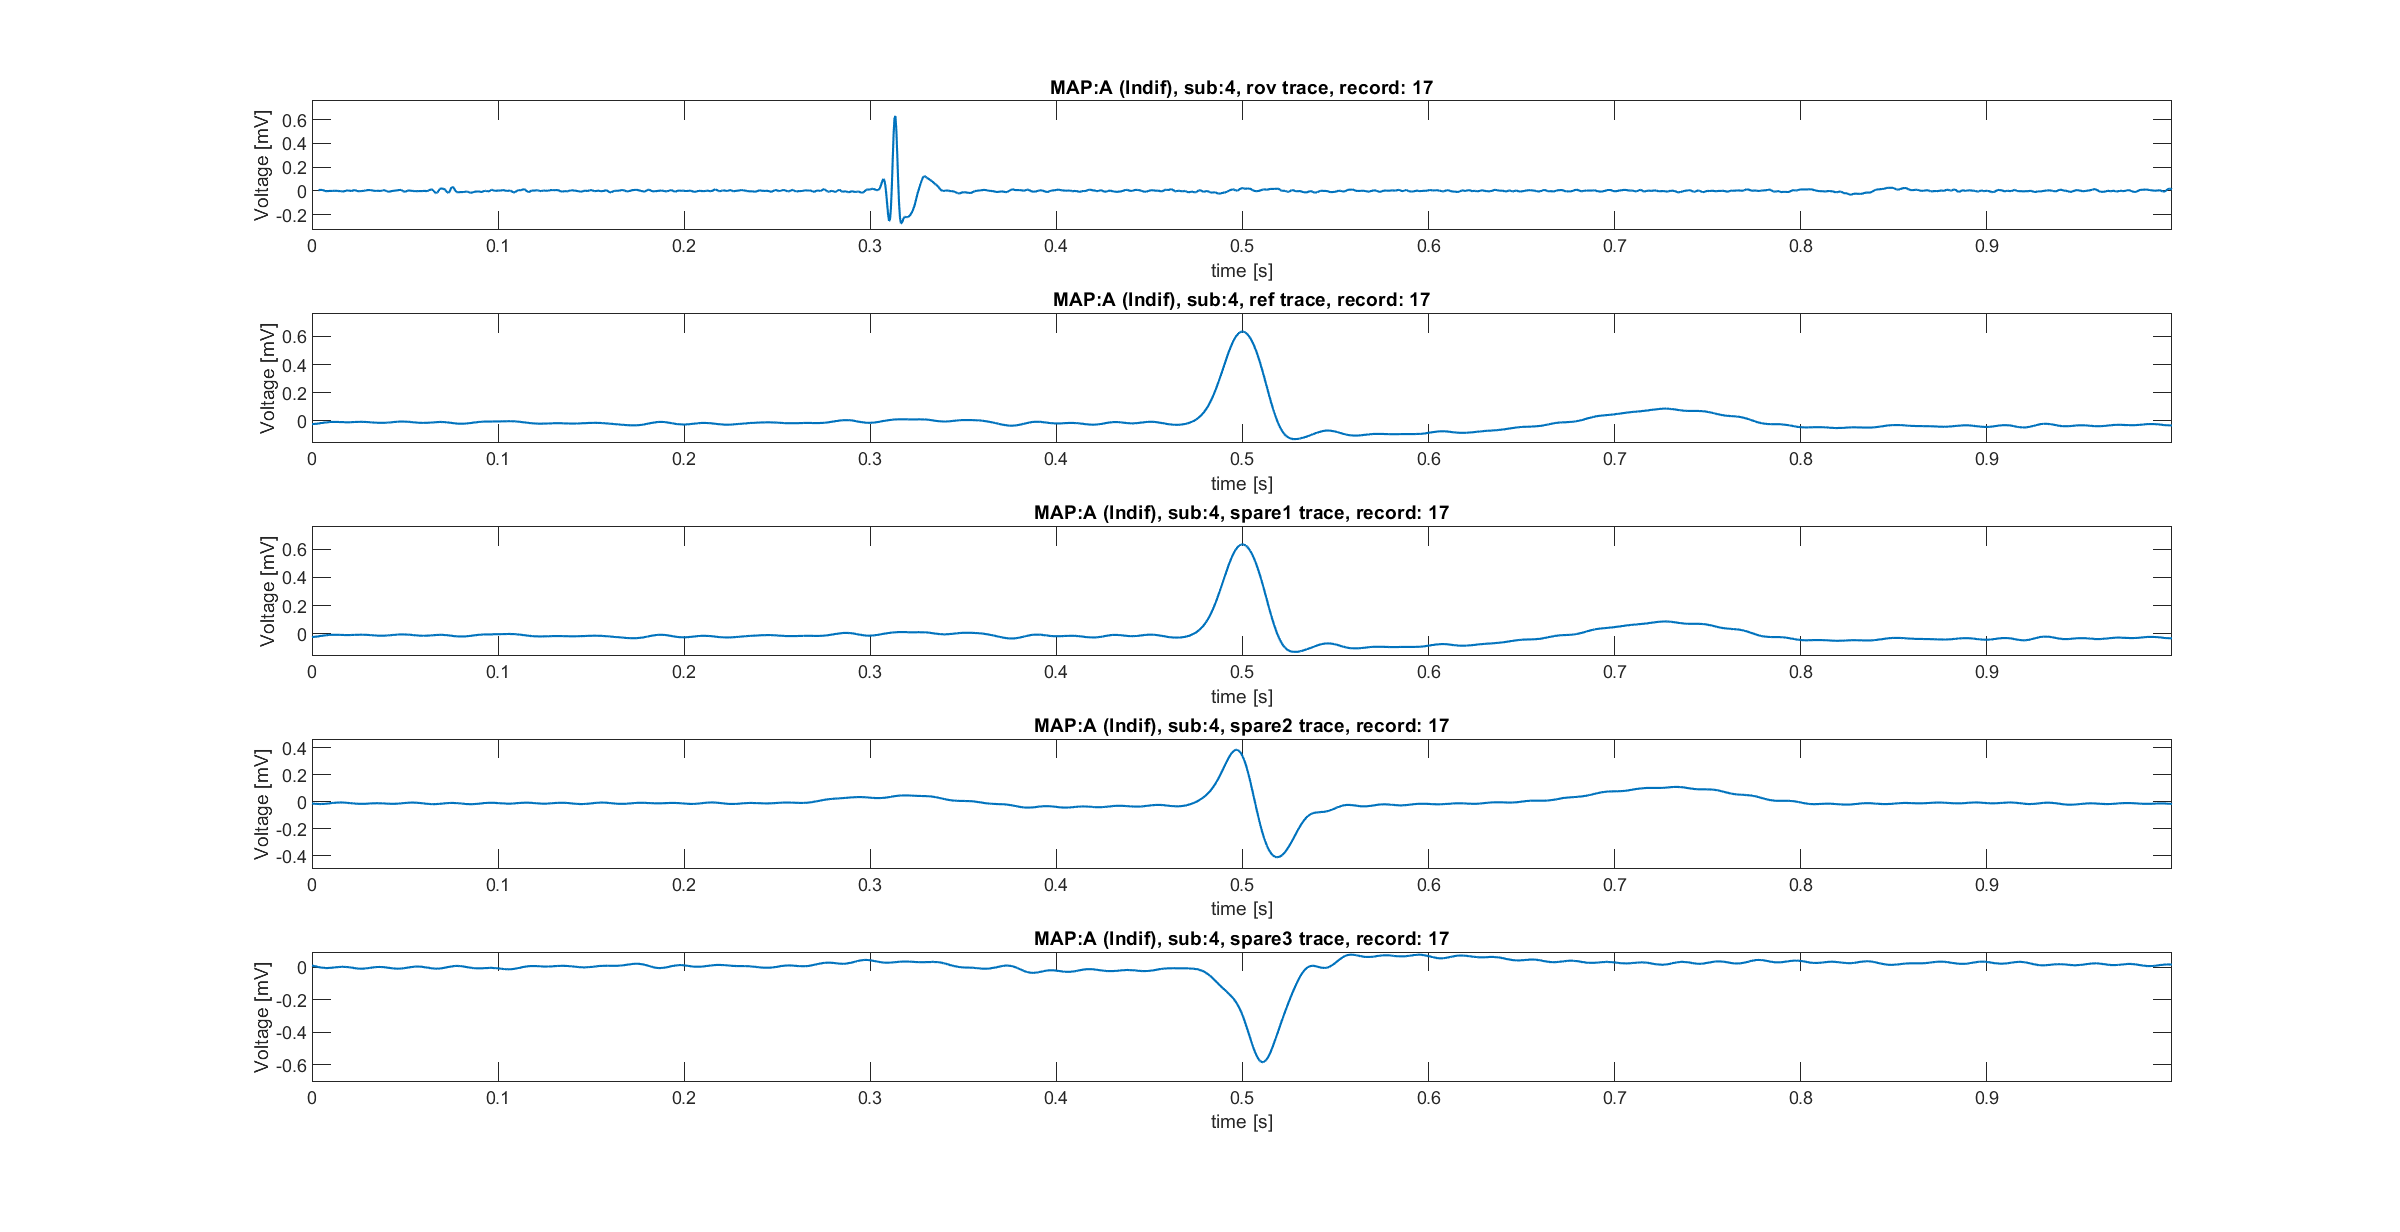 MAP:A (Indif), sub:4, rov trace, record: 17
Voltage [mV]
0.6
0.4
0.2
0
-0.2
0 0.1 0.2 0.3 0.4 0.5 0.6 0.7 0.8 0.9
time [s]
MAP:A (Indif), sub:4, ref trace, record: 17
Voltage [mV]
0.6
0.4
0.2
0
0 0.1 0.2 0.3 0.4 0.5 0.6 0.7 0.8 0.9
time [s]
MAP:A (Indif), sub:4, spare1 trace, record: 17
Voltage [mV]
0.6
0.4
0.2
0
0 0.1 0.2 0.3 0.4 0.5 0.6 0.7 0.8 0.9
time [s]
MAP:A (Indif), sub:4, spare2 trace, record: 17
Voltage [mV]
0.4
0.2
0
-0.2
-0.4
0 0.1 0.2 0.3 0.4 0.5 0.6 0.7 0.8 0.9
time [s]
MAP:A (Indif), sub:4, spare3 trace, record: 17
Voltage [mV]
0
-0.2
-0.4
-0.6
0 0.1 0.2 0.3 0.4 0.5 0.6 0.7 0.8 0.9
time [s]